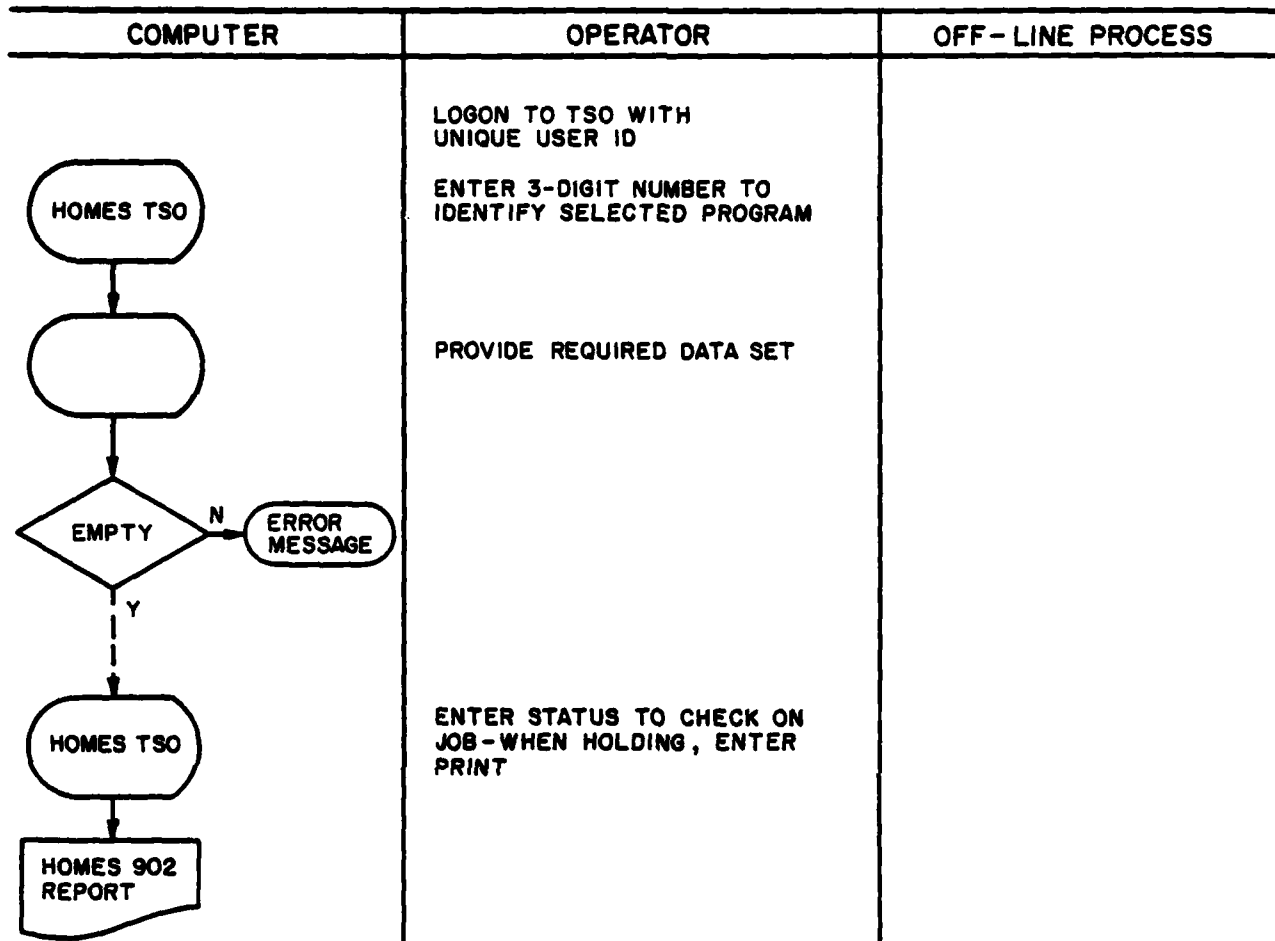 COMPUTER
OPERATOR
OFF-LINE PROCESS
LOGON TO TSO WITH
UNIQUE USER ID
HOMES TSO
ENTER 3-DIGIT NUMBER TO
IDENTIFY SELECTED PROGRAM
PROVIDE REQUIRED DATA SET
EMPTY
N
ERROR
MESSAGE
Y
HOMES TSO
ENTER STATUS TO CHECK ON
JOB-WHEN HOLDING, ENTER
PRINT
HOMES 902
REPORT